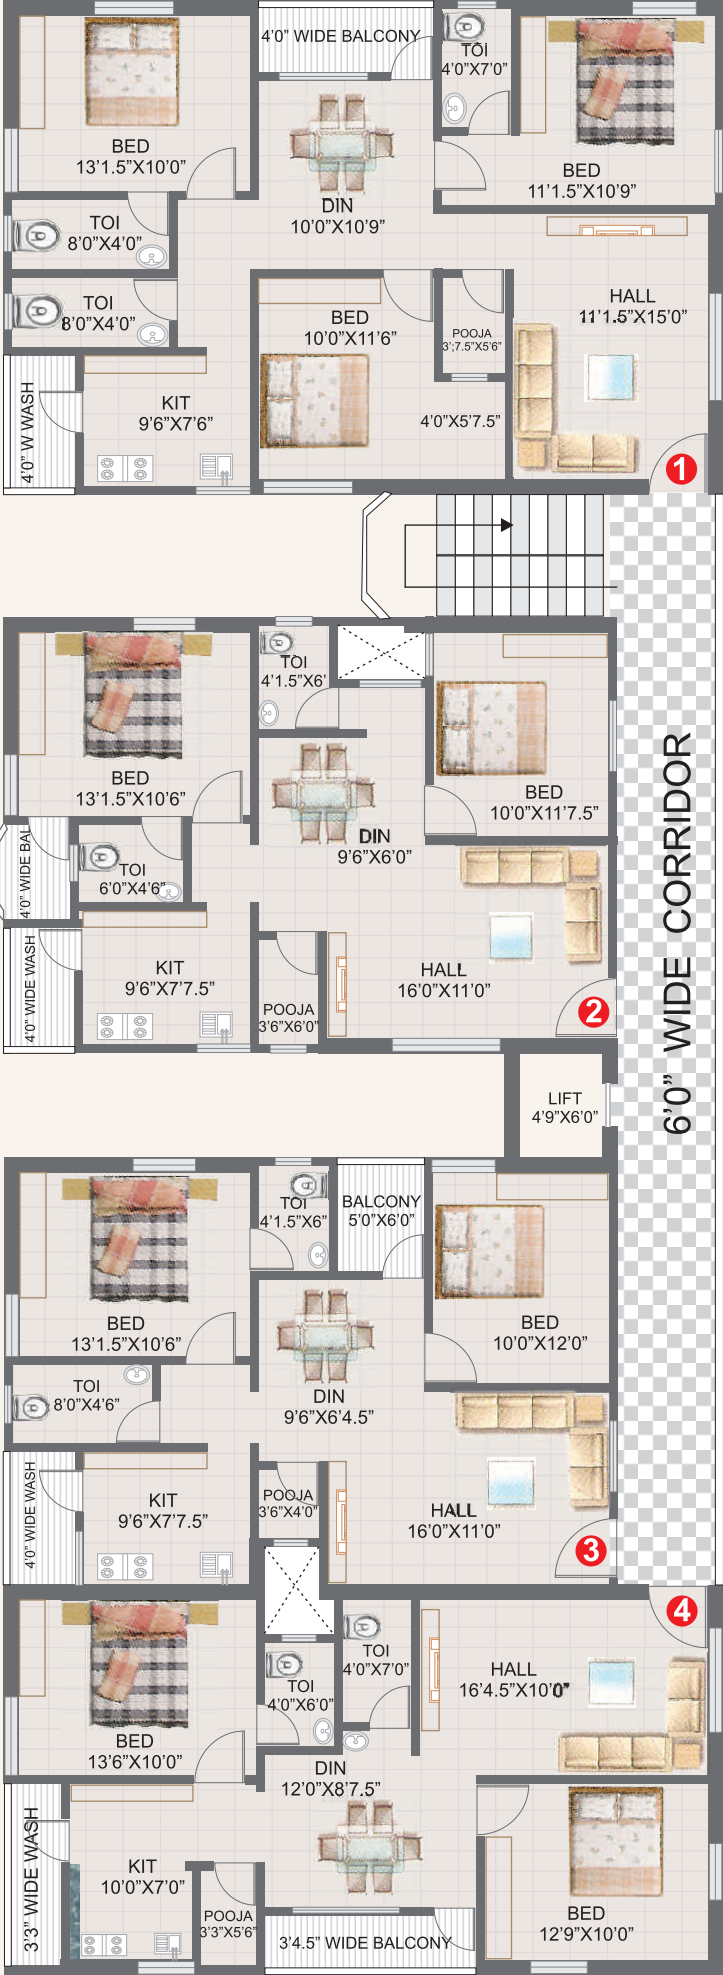 4'0" WIDE BALCONY
TOI
4'0"X7'0"
BED
13'1.5"X10'0"
BED
11'1.5"X10'9"
DIN
10'0"X10'9"
TOI
8'0"X4'0"
TOI
8'0"X4'0"
BED
10'0"X11'6"
POOJA
3';7.5"X5'6"
HALL
11'1.5"X15'0"
4'0" W WASH
KIT
9'6"X7'6"
4'0"X5'7.5"
1
TOI
4'1.5"X6'
BED
13'1.5"X10'6"
BED
10'0"X11'7.5"
DIN
9'6"X6'0"
4'0" WIDE BAL
TOI
6'0"X4'6"
4'0" WIDE WASH
KIT
9'6"X7'7.5"
POOJA
3'6"X6'0"
HALL
16'0"X11'0"
2
6'0" WIDE CORRIDOR
LIFT
4'9"X6'0"
TOI
4'1.5"X6"
BALCONY
5'0"X6'0"
BED
13'1.5"X10'6"
BED
10'0"X12'0"
TOI
8'0"X4'6"
DIN
9'6"X6'4.5"
4'0" WIDE WASH
KIT
9'6"X7'7.5"
POOJA
3'6"X4'0"
HALL
16'0"X11'0"
3
4
TOI
4'0"X7'0"
TOI
4'0"X6'0"
HALL
16'4.5"X10'0"
BED
13'6"X10'0"
DIN
12'0"X8'7.5"
3'3" WIDE WASH
KIT
10'0"X7'0"
POOJA
3'3"X5'6"
3'4.5" WIDE BALCONY
BED
12'9"X10'0"